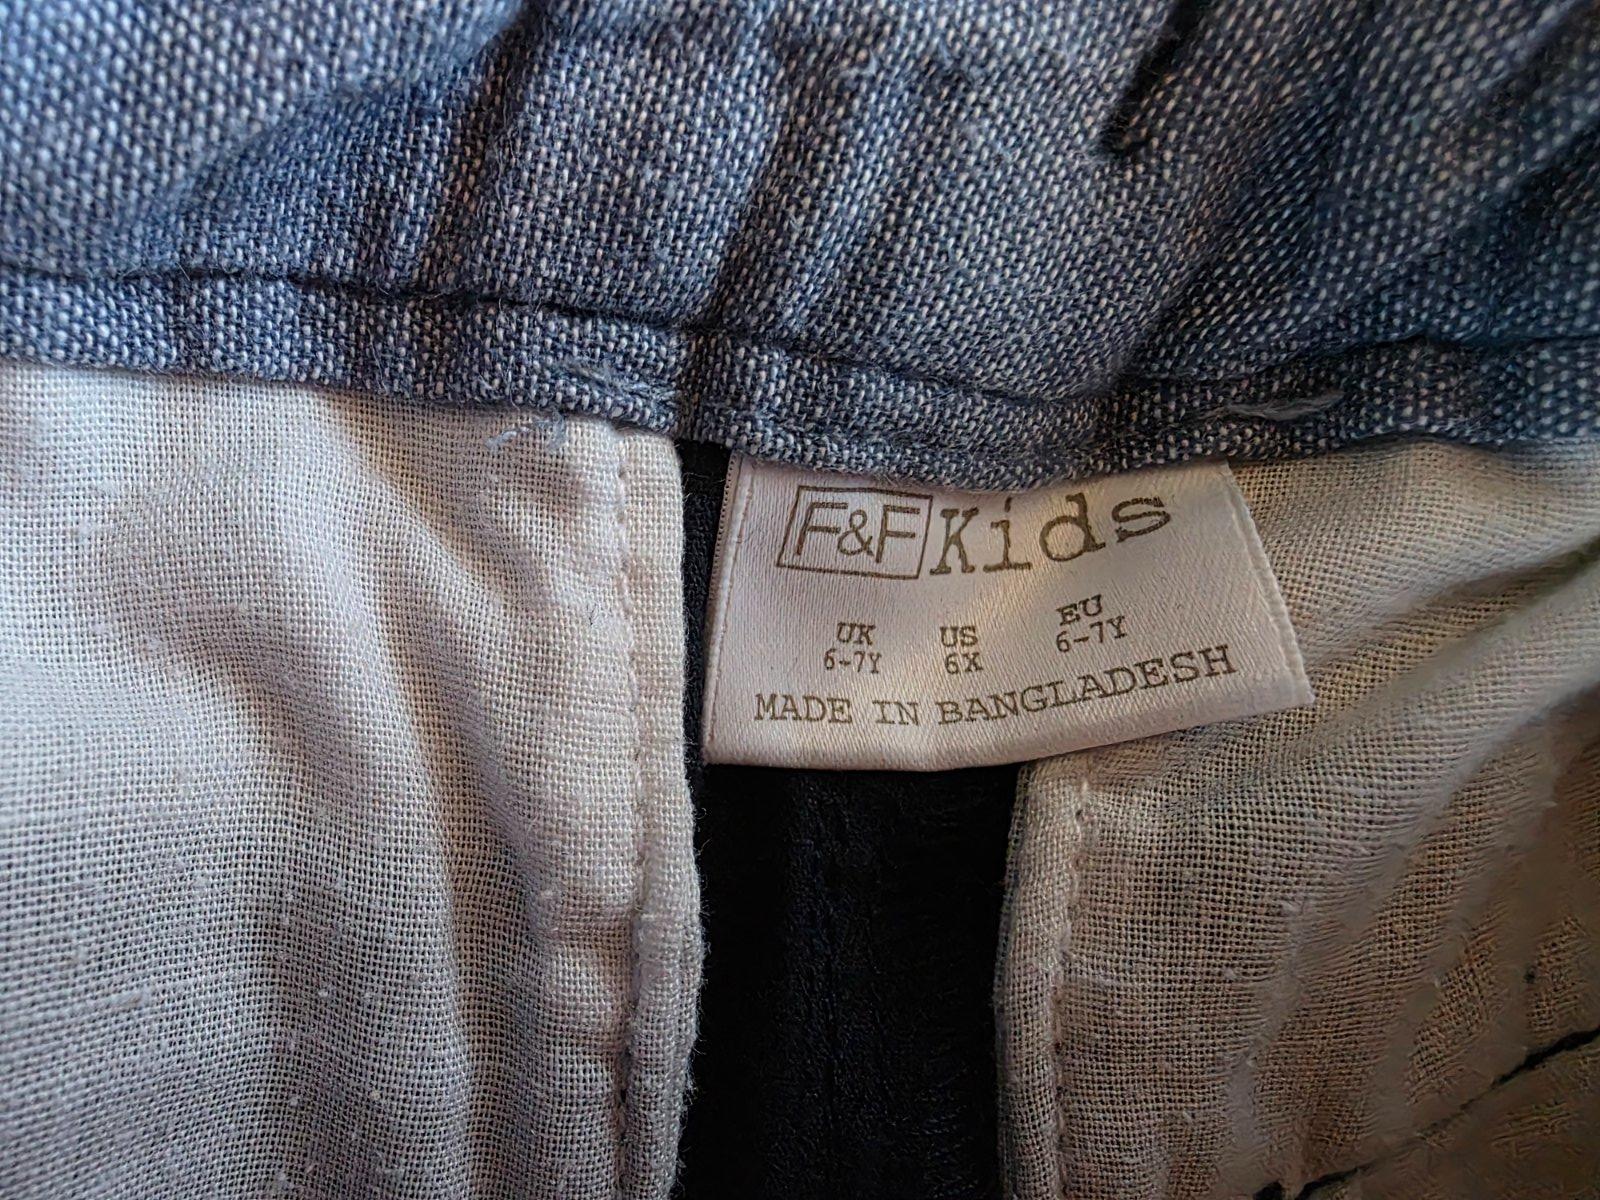 F&F Kids
UK US EU
6-7Y 6X 6-7Y
MADE IN BANGLADESH